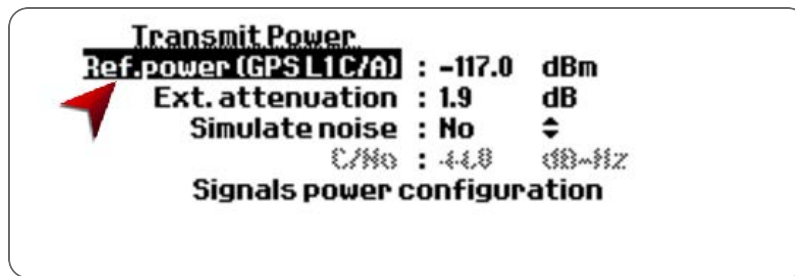 Transmit Power
Ref.power (GPS L1 C/A) : -117.0 dBm
Ext. attenuation : 1.9 dB
Simulate noise : No
C/No : 44.0 dB-Hz
Signals power configuration